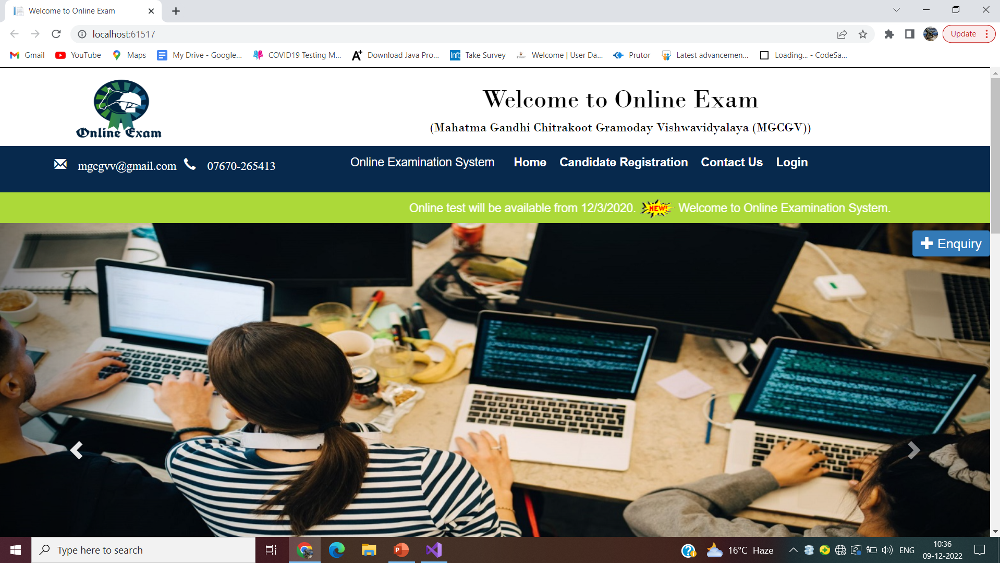 Welcome to Online Exam
localhost:61517
Update
Gmail
YouTube
Maps
My Drive - Google...
COVID19 Testing M...
Download Java Pro...
Take Survey
Welcome | User Da...
Prutor
Latest advancemen...
Loading... - CodeSa...
Online Exam
Welcome to Online Exam
(Mahatma Gandhi Chitrakoot Gramoday Vishwavidyalaya (MGCGV))
mgcgvv@gmail.com 07670-265413
Online Examination System Home Candidate Registration Contact Us Login
Online test will be available from 12/3/2020. NEW! Welcome to Online Examination System.
Enquiry
Type here to search
16°C Haze
ENG
10:36
09-12-2022